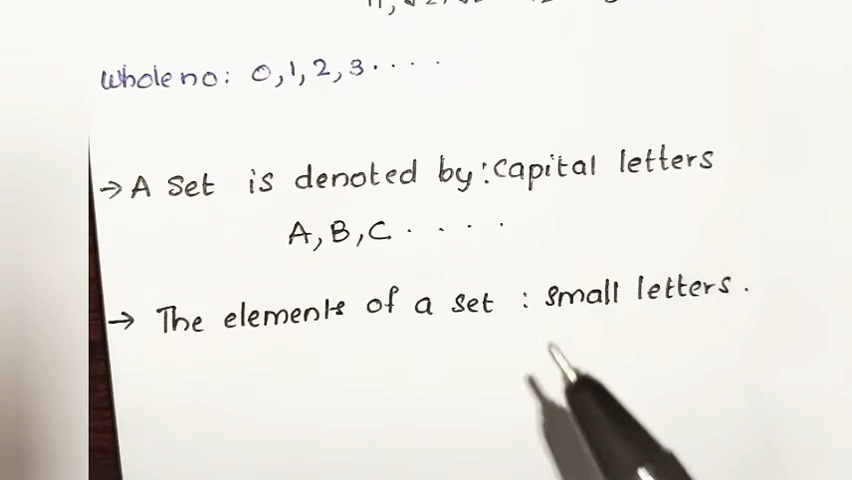 Whole no: 0,1,2,3....
→ A Set is denoted by: Capital letters
A, B, C ....
→ The elements of a set : small letters.